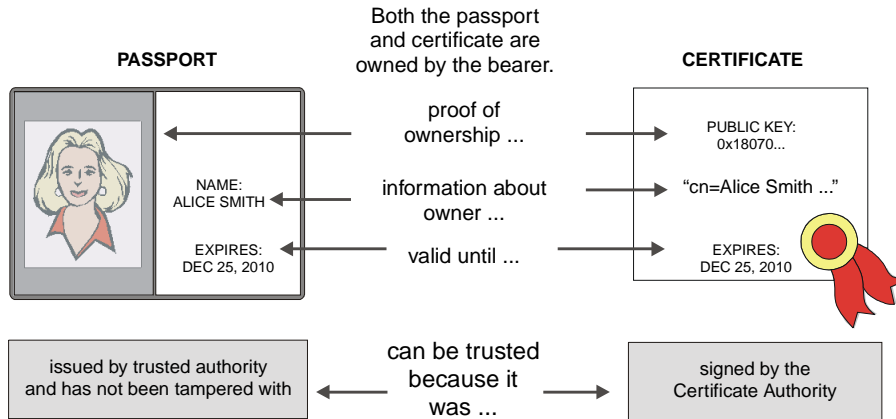 Both the passport
and certificate are
owned by the bearer.
PASSPORT
CERTIFICATE
proof of
ownership ...
PUBLIC KEY:
0x18070...
NAME:
ALICE SMITH
information about
owner ...
“cn=Alice Smith ...”
EXPIRES:
DEC 25, 2010
valid until ...
EXPIRES:
DEC 25, 2010
issued by trusted authority
and has not been tampered with
can be trusted
because it
was ...
signed by the
Certificate Authority